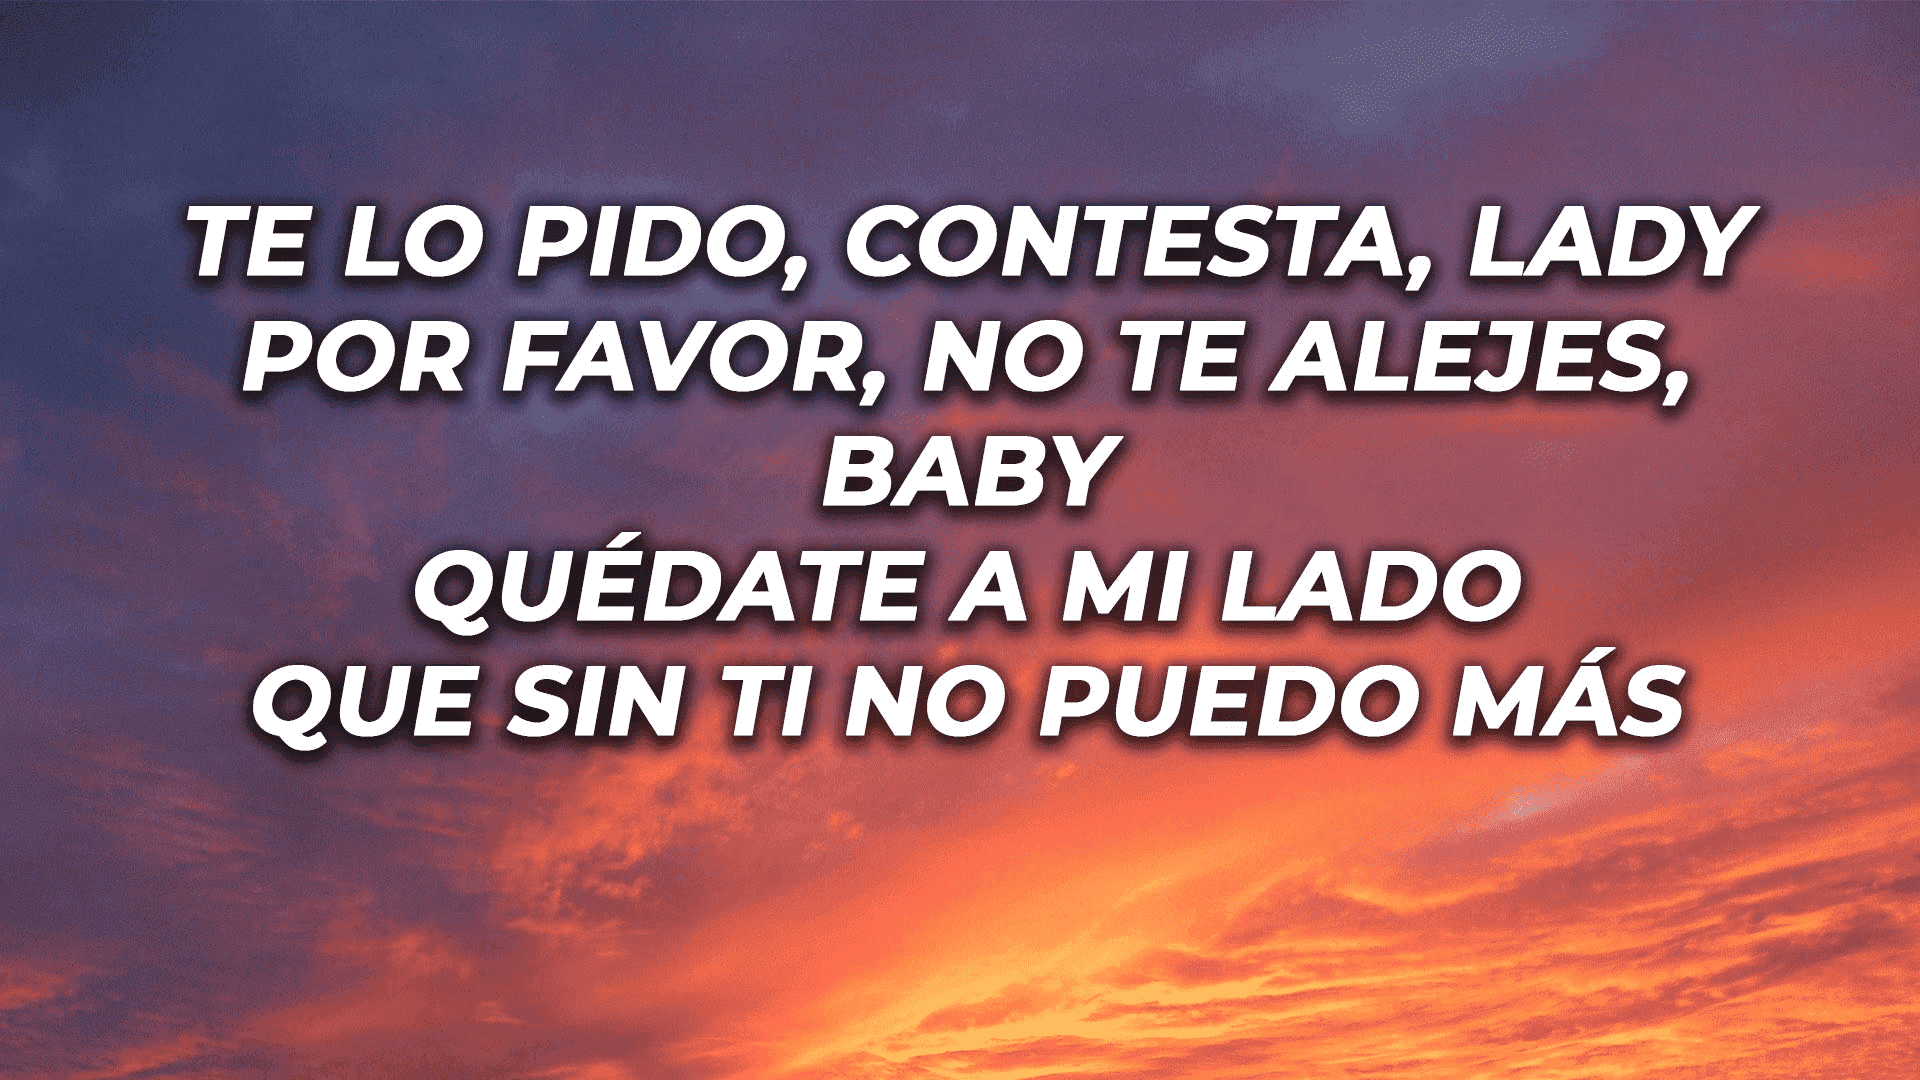 TE LO PIDO, CONTESTA, LADY
POR FAVOR, NO TE ALEJES,
BABY
QUÉDATE A MI LADO
QUE SIN TI NO PUEDO MÁS